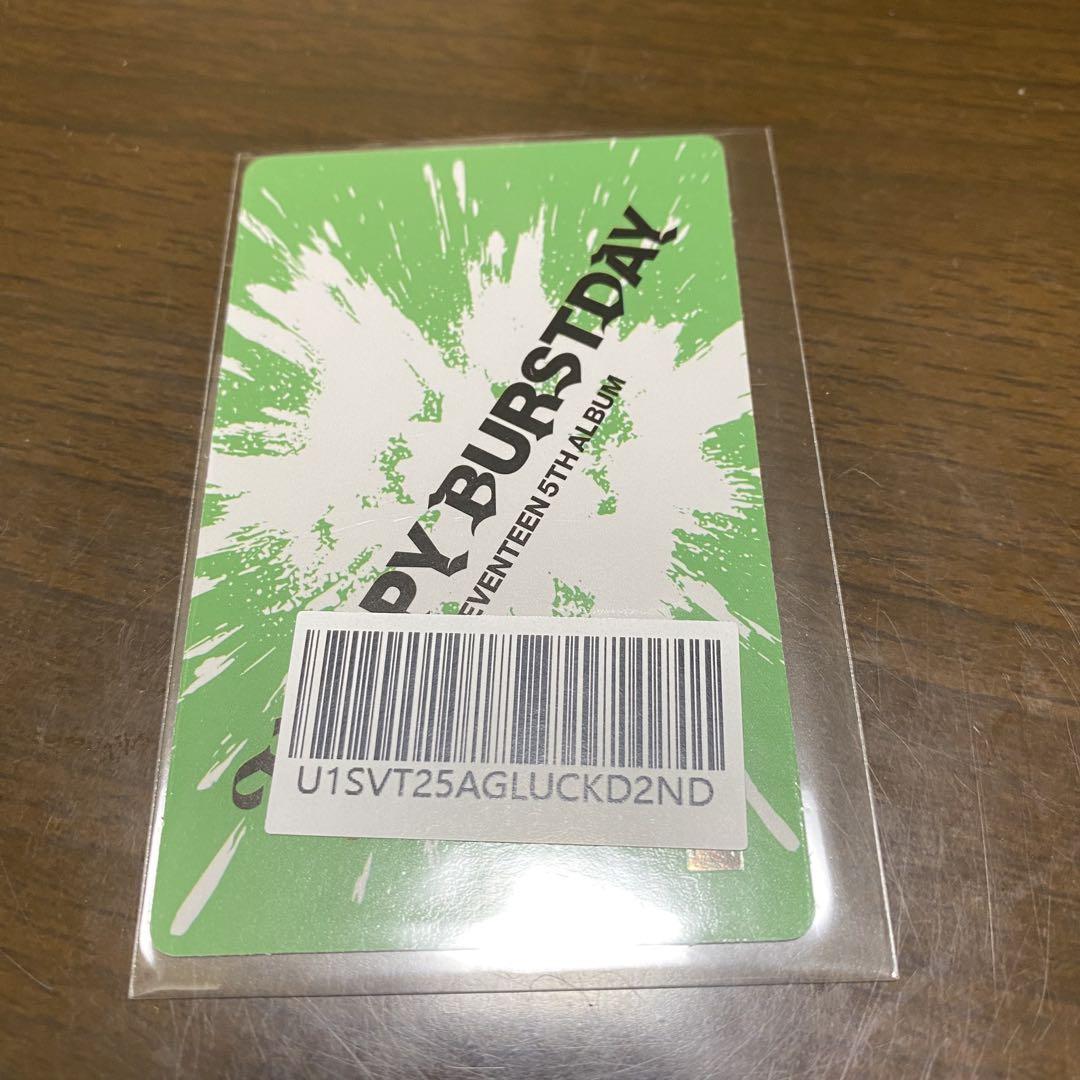 PY BURSTDAY
EVENTEEN 5TH ALBUM
U1SVT25AGLUCKD2ND